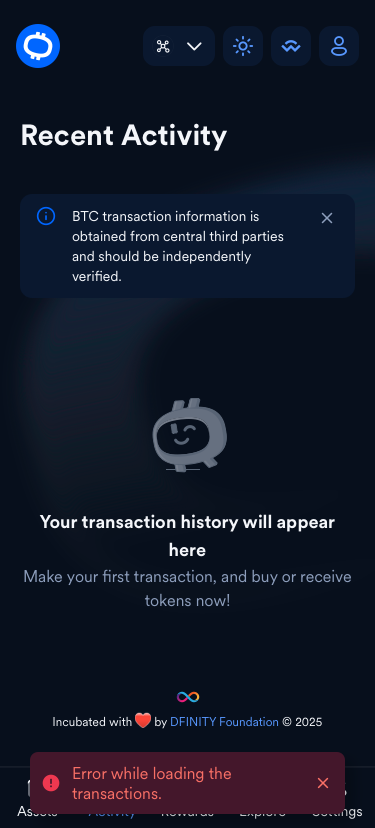 Recent Activity
BTC transaction information is
obtained from central third parties
and should be independently
verified.
Your transaction history will appear
here
Make your first transaction, and buy or receive
tokens now!
Incubated with ❤️ by DFINITY Foundation © 2025
Error while loading the
transactions.
Assets Activity Rewards Explore Settings